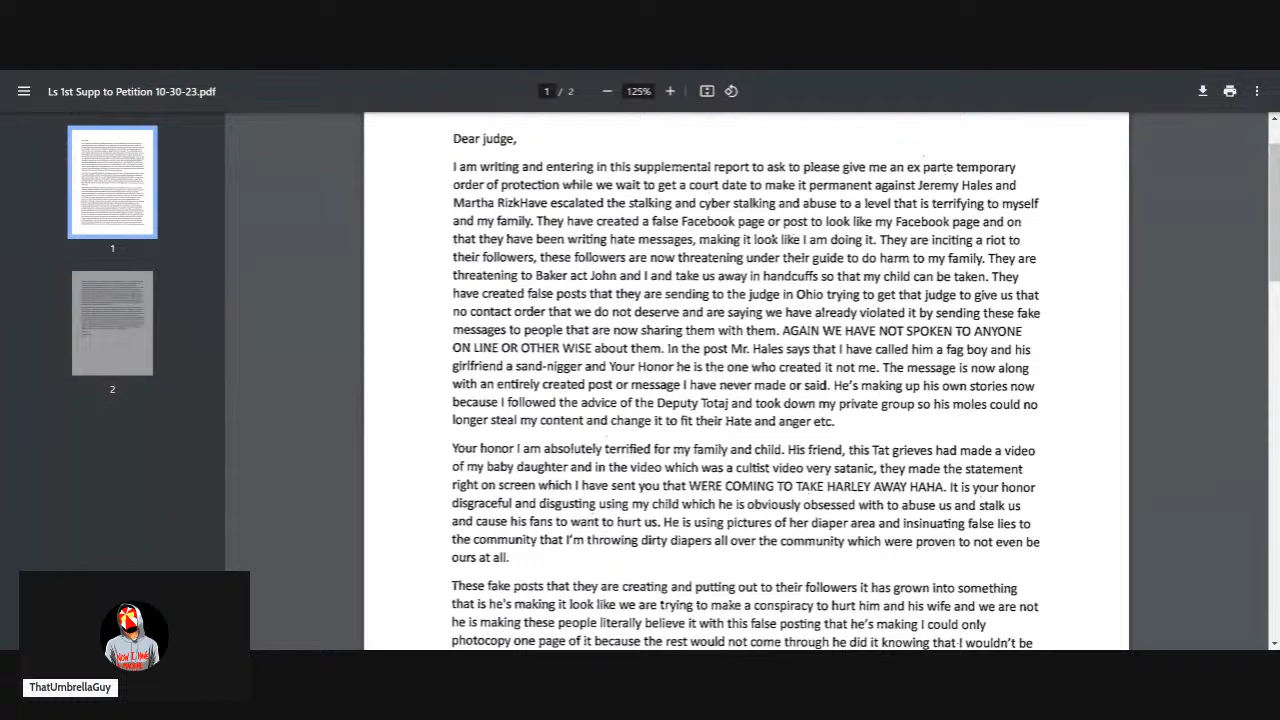 Ls 1st Supp to Petition 10-30-23.pdf
1 / 2
125%
Dear judge,
I am writing and entering in this supplemental report to ask to please give me an ex parte temporary
order of protection while we wait to get a court date to make it permanent against Jeremy Hales and
Martha RizkHave escalated the stalking and cyber stalking and abuse to a level that is terrifying to myself
and my family. They have created a false Facebook page or post to look like my Facebook page and on
that they have been writing hate messages, making it look like I am doing it. They are inciting a riot to
their followers, these followers are now threatening under their guide to do harm to my family. They are
threatening to Baker act John and I and take us away in handcuffs so that my child can be taken. They
have created false posts that they are sending to the judge in Ohio trying to get that judge to give us that
no contact order that we do not deserve and are saying we have already violated it by sending these fake
messages to people that are now sharing them with them. AGAIN WE HAVE NOT SPOKEN TO ANYONE
ON LINE OR OTHER WISE about them. In the post Mr. Hales says that I have called him a fag boy and his
girlfriend a sand-nigger and Your Honor he is the one who created it not me. The message is now along
with an entirely created post or message I have never made or said. He's making up his own stories now
because I followed the advice of the Deputy Totaj and took down my private group so his moles could no
longer steal my content and change it to fit their Hate and anger etc.
Your honor I am absolutely terrified for my family and child. His friend, this Tat grieves had made a video
of my baby daughter and in the video which was a cultist video very satanic, they made the statement
right on screen which I have sent you that WERE COMING TO TAKE HARLEY AWAY HAHA. It is your honor
disgraceful and disgusting using my child which he is obviously obsessed with to abuse us and stalk us
and cause his fans to want to hurt us. He is using pictures of her diaper area and insinuating false lies to
the community that I'm throwing dirty diapers all over the community which were proven to not even be
ours at all.
These fake posts that they are creating and putting out to their followers it has grown into something
that is he's making it look like we are trying to make a conspiracy to hurt him and his wife and we are not
he is making these people literally believe it with this false posting that he's making I could only
photocopy one page of it because the rest would not come through he did it knowing that I wouldn't be
1
2
ThatUmbrellaGuy